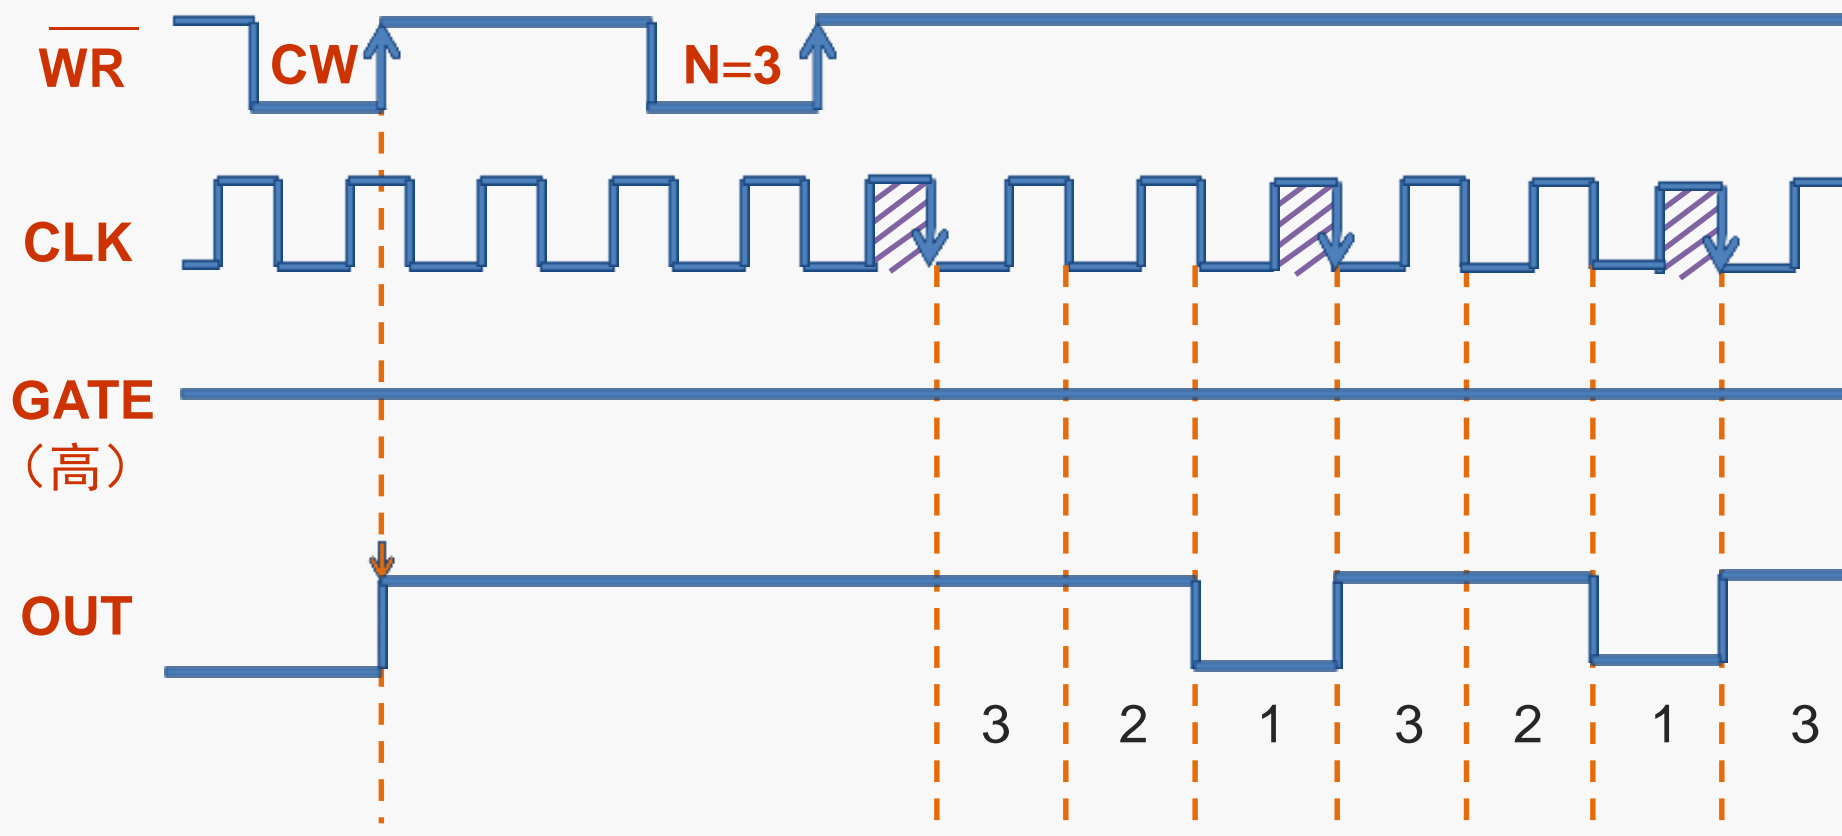 WR
CW
N=3
CLK
GATE
（高）
OUT
3 2 1 3 2 1 3